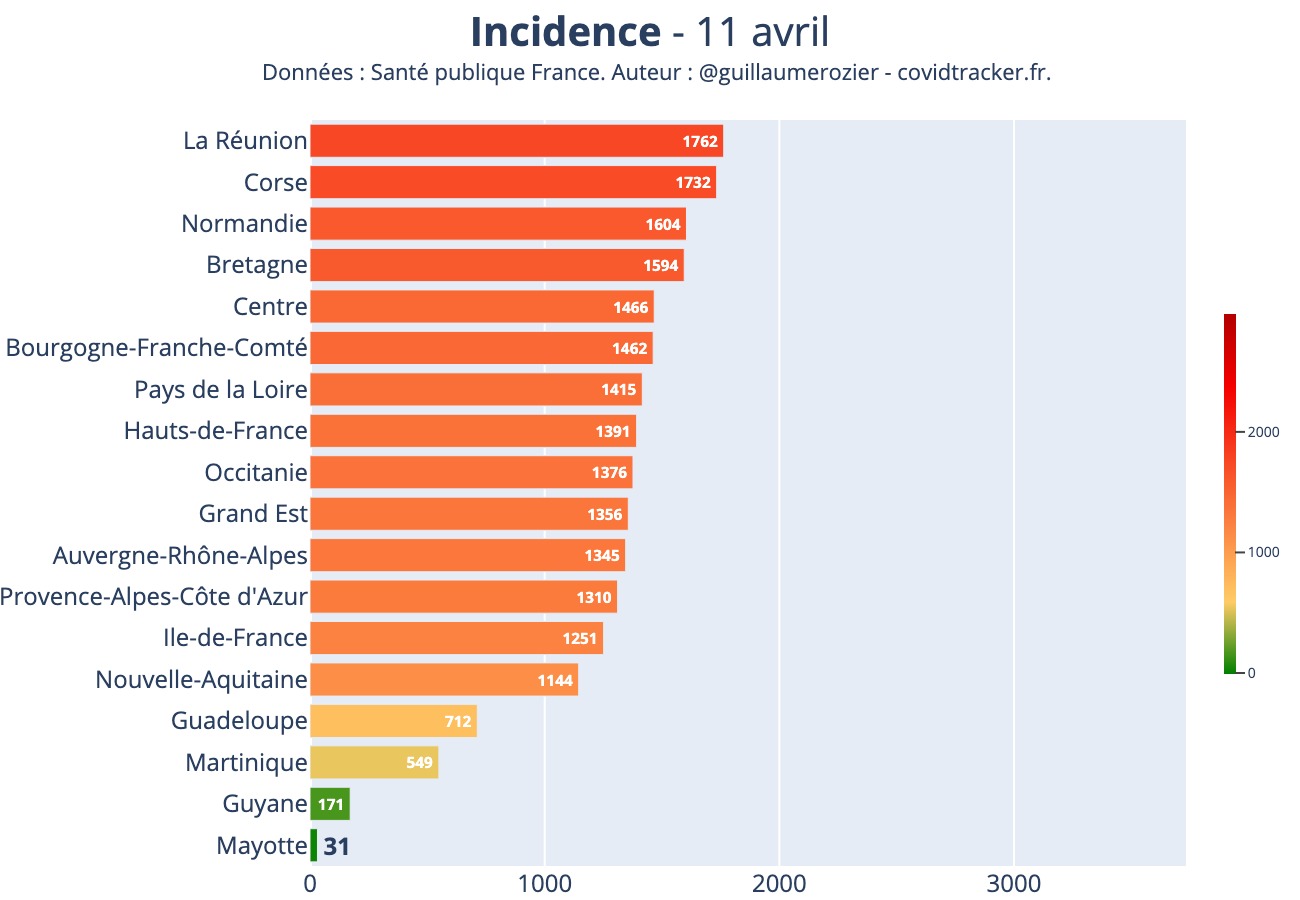 Incidence - 11 avril
Données : Santé publique France. Auteur : @guillaumerozier - covidtracker.fr.
La Réunion 1762
Corse 1732
Normandie 1604
Bretagne 1594
Centre 1466
Bourgogne-Franche-Comté 1462
Pays de la Loire 1415
Hauts-de-France 1391
Occitanie 1376
Grand Est 1356
Auvergne-Rhône-Alpes 1345
Provence-Alpes-Côte d'Azur 1310
Ile-de-France 1251
Nouvelle-Aquitaine 1144
Guadeloupe 712
Martinique 549
Guyane 171
Mayotte 31
0 1000 2000 3000
2000
1000
0